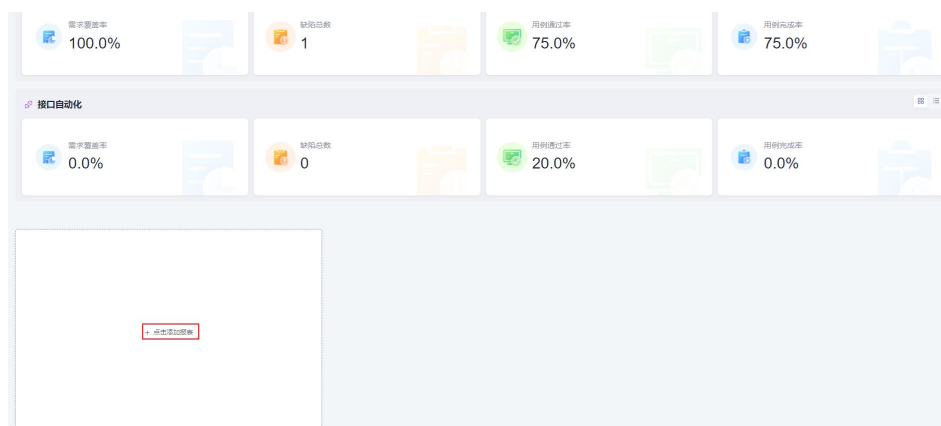 需求覆盖率
100.0%
缺陷总数
1
用例通过率
75.0%
用例完成率
75.0%
接口自动化
需求覆盖率
0.0%
缺陷总数
0
用例通过率
20.0%
用例完成率
0.0%
+ 点击添加报表